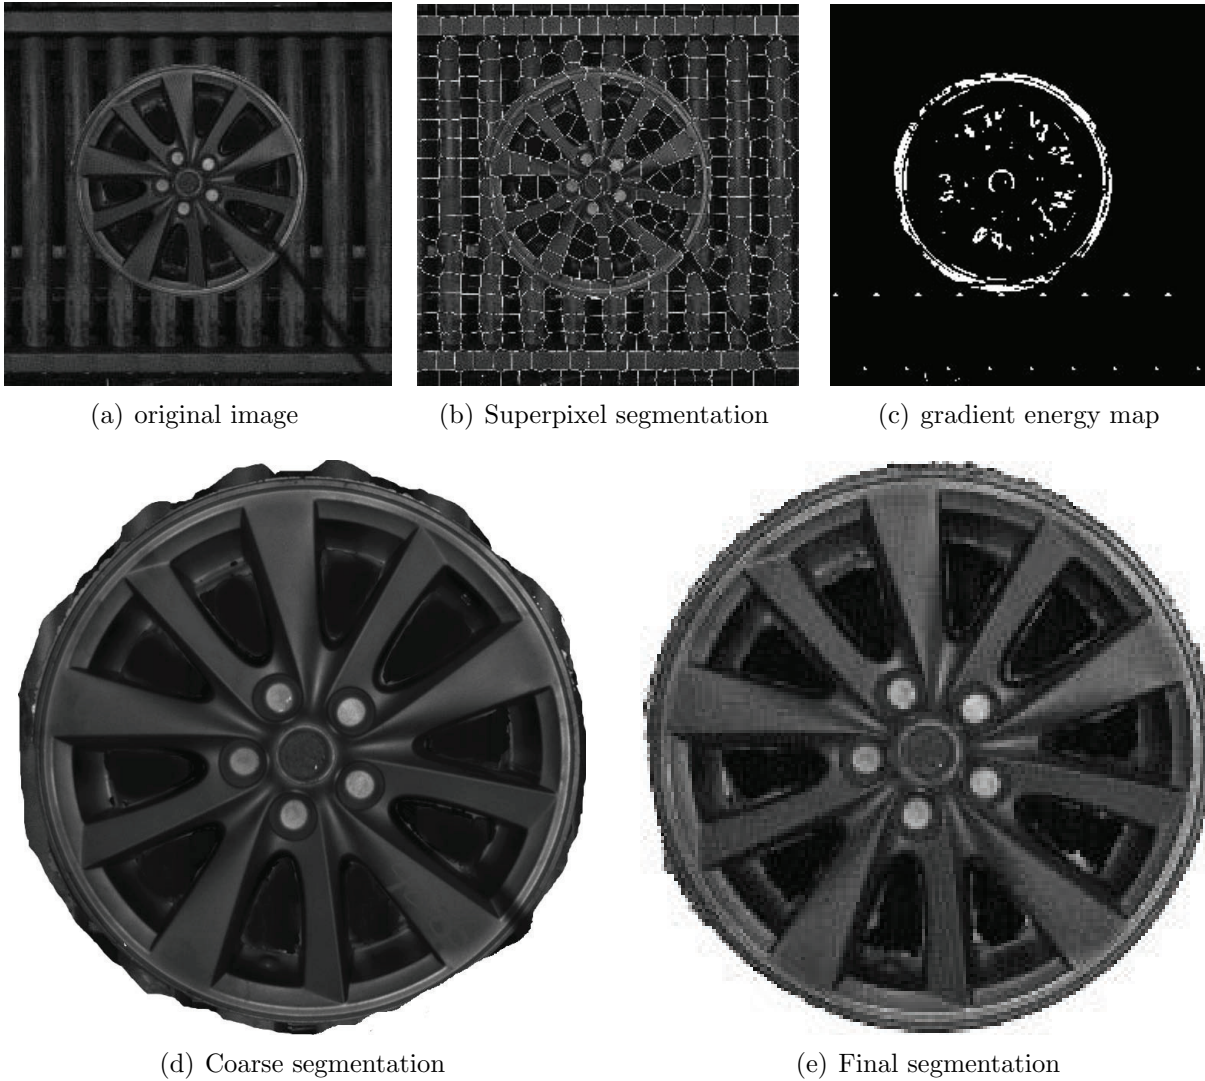 (a) original image
(b) Superpixel segmentation
(c) gradient energy map
(d) Coarse segmentation
(e) Final segmentation